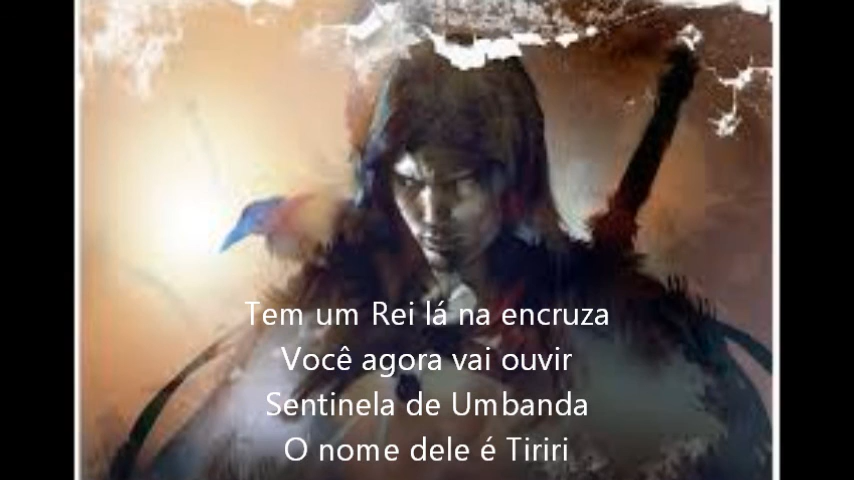 Tem um Rei lá na encruza
Você agora vai ouvir
Sentinela de Umbanda
O nome dele é Tiriri